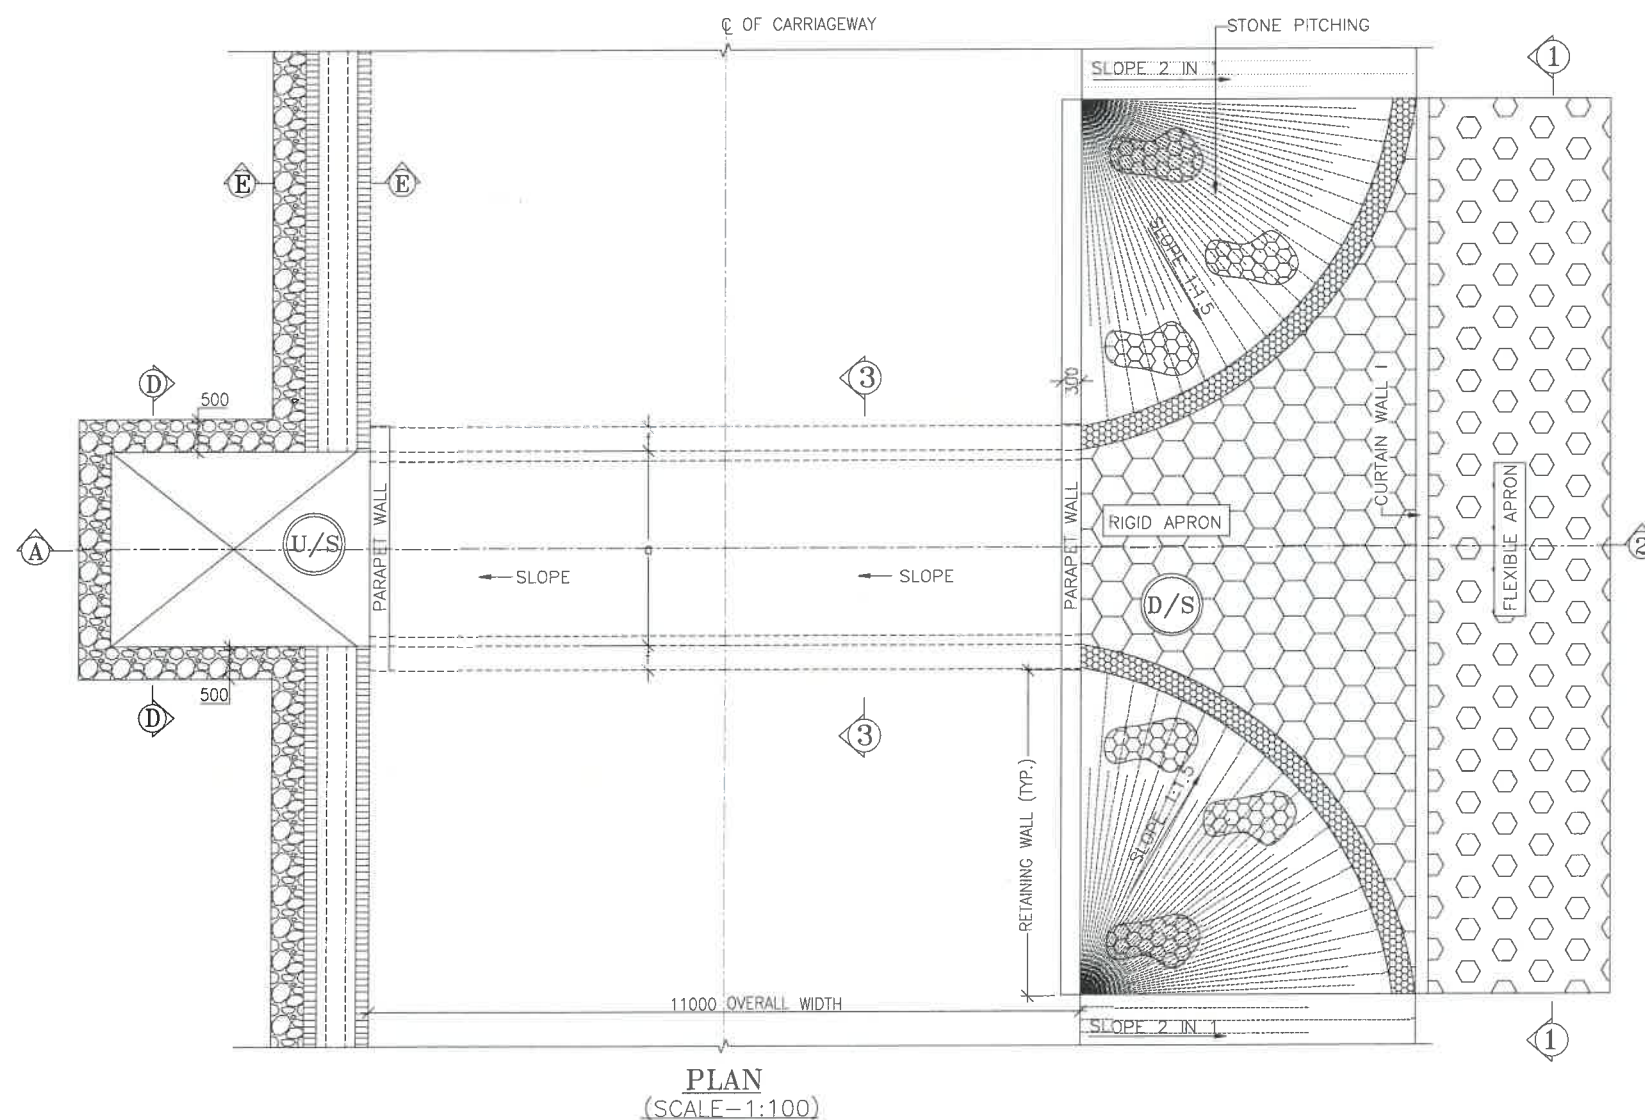 ℄ OF CARRIAGEWAY
STONE PITCHING
1
SLOPE 2 IN
E
E
SLOPE 1:1.5
D
500
3
300
CURTAIN WALL
PARAPET WALL
PARAPET WALL
RIGID APRON
FLEXIBLE APRON
A
U/S
2
SLOPE
SLOPE
D/S
500
D
3
RETAINING WALL (TYP.)
SLOPE 1:1.5
11000 OVERALL WIDTH
SLOPE 2 IN 1
1
PLAN
(SCALE-1:100)